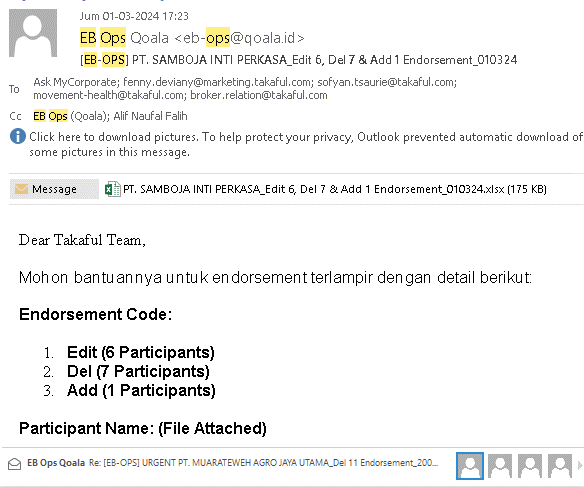 Jum 01-03-2024 17:23
EB Ops Qoala <eb-ops@qoala.id>
[EB-OPS] PT. SAMBOJA INTI PERKASA_Edit 6, Del 7 & Add 1 Endorsement_010324
To Ask MyCorporate; fenny.deviany@marketing.takaful.com; sofyan.tsaurie@takaful.com;
movement-health@takaful.com; broker.relation@takaful.com
Cc EB Ops (Qoala); Alif Naufal Falih
Click here to download pictures. To help protect your privacy, Outlook prevented automatic download of
some pictures in this message.
Message PT. SAMBOJA INTI PERKASA_Edit 6, Del 7 & Add 1 Endorsement_010324.xlsx (175 KB)
Dear Takaful Team,
Mohon bantuannya untuk endorsement terlampir dengan detail berikut:
Endorsement Code:
1. Edit (6 Participants)
2. Del (7 Participants)
3. Add (1 Participants)
Participant Name: (File Attached)
EB Ops Qoala Re: [EB-OPS] URGENT PT. MUARATEWEH AGRO JAYA UTAMA_Del 11 Endorsement_200...